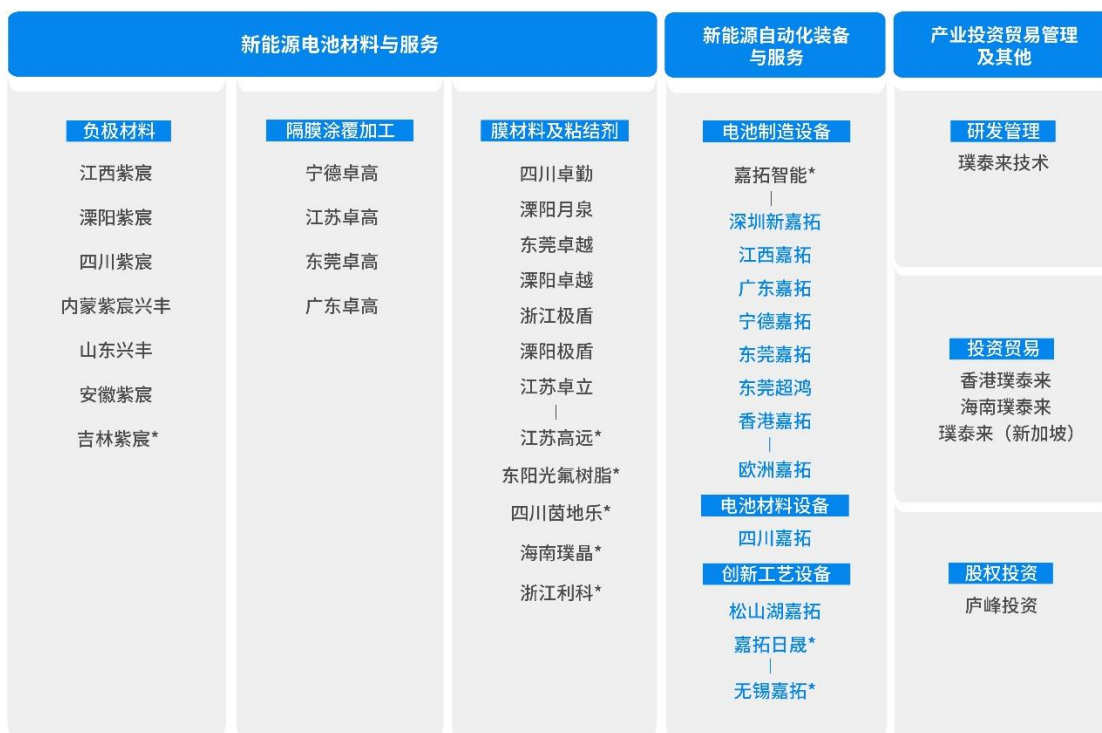 新能源电池材料与服务
负极材料
江西紫宸
溧阳紫宸
四川紫宸
内蒙紫宸兴丰
山东兴丰
安徽紫宸
吉林紫宸*
隔膜涂覆加工
宁德卓高
江苏卓高
东莞卓高
广东卓高
膜材料及粘结剂
四川卓勤
溧阳月泉
东莞卓越
溧阳卓越
浙江极盾
溧阳极盾
江苏卓立
江苏高远*
东阳光氟树脂*
四川茵地乐*
海南璞晶*
浙江利科*
新能源自动化装备
与服务
电池制造设备
嘉拓智能*
深圳新嘉拓
江西嘉拓
广东嘉拓
宁德嘉拓
东莞嘉拓
东莞超鸿
香港嘉拓
欧洲嘉拓
电池材料设备
四川嘉拓
创新工艺设备
松山湖嘉拓
嘉拓日晟*
无锡嘉拓*
产业投资贸易管理
及其他
研发管理
璞泰来技术
投资贸易
香港璞泰来
海南璞泰来
璞泰来（新加坡）
股权投资
庐峰投资